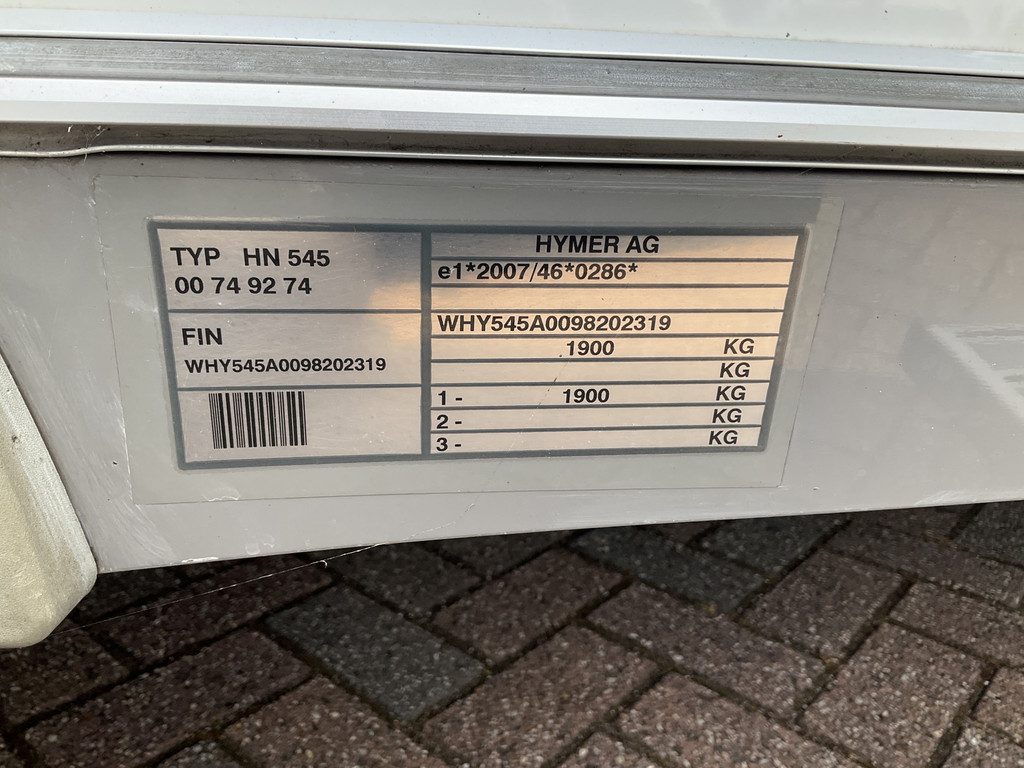 TYP HN 545
00 74 92 74
FIN
WHY545A0098202319
HYMER AG
e1*2007/46*0286*
WHY545A0098202319
1900 KG
KG
1 - 1900 KG
2 - KG
3 - KG